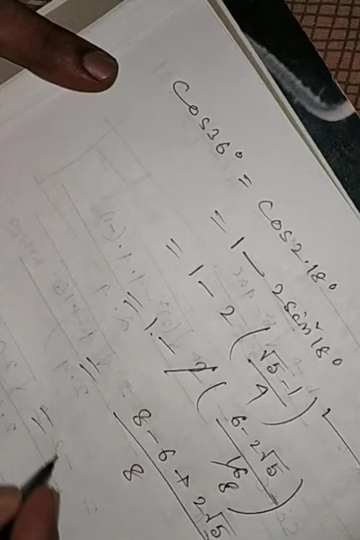 Cos36° = Cos2.18°
= 1 - 2sin²18°
= 1 - 2(√5-1/4)²
= 1 - 2(6-2√5/16 8)
= 8-6+2√5/8
=